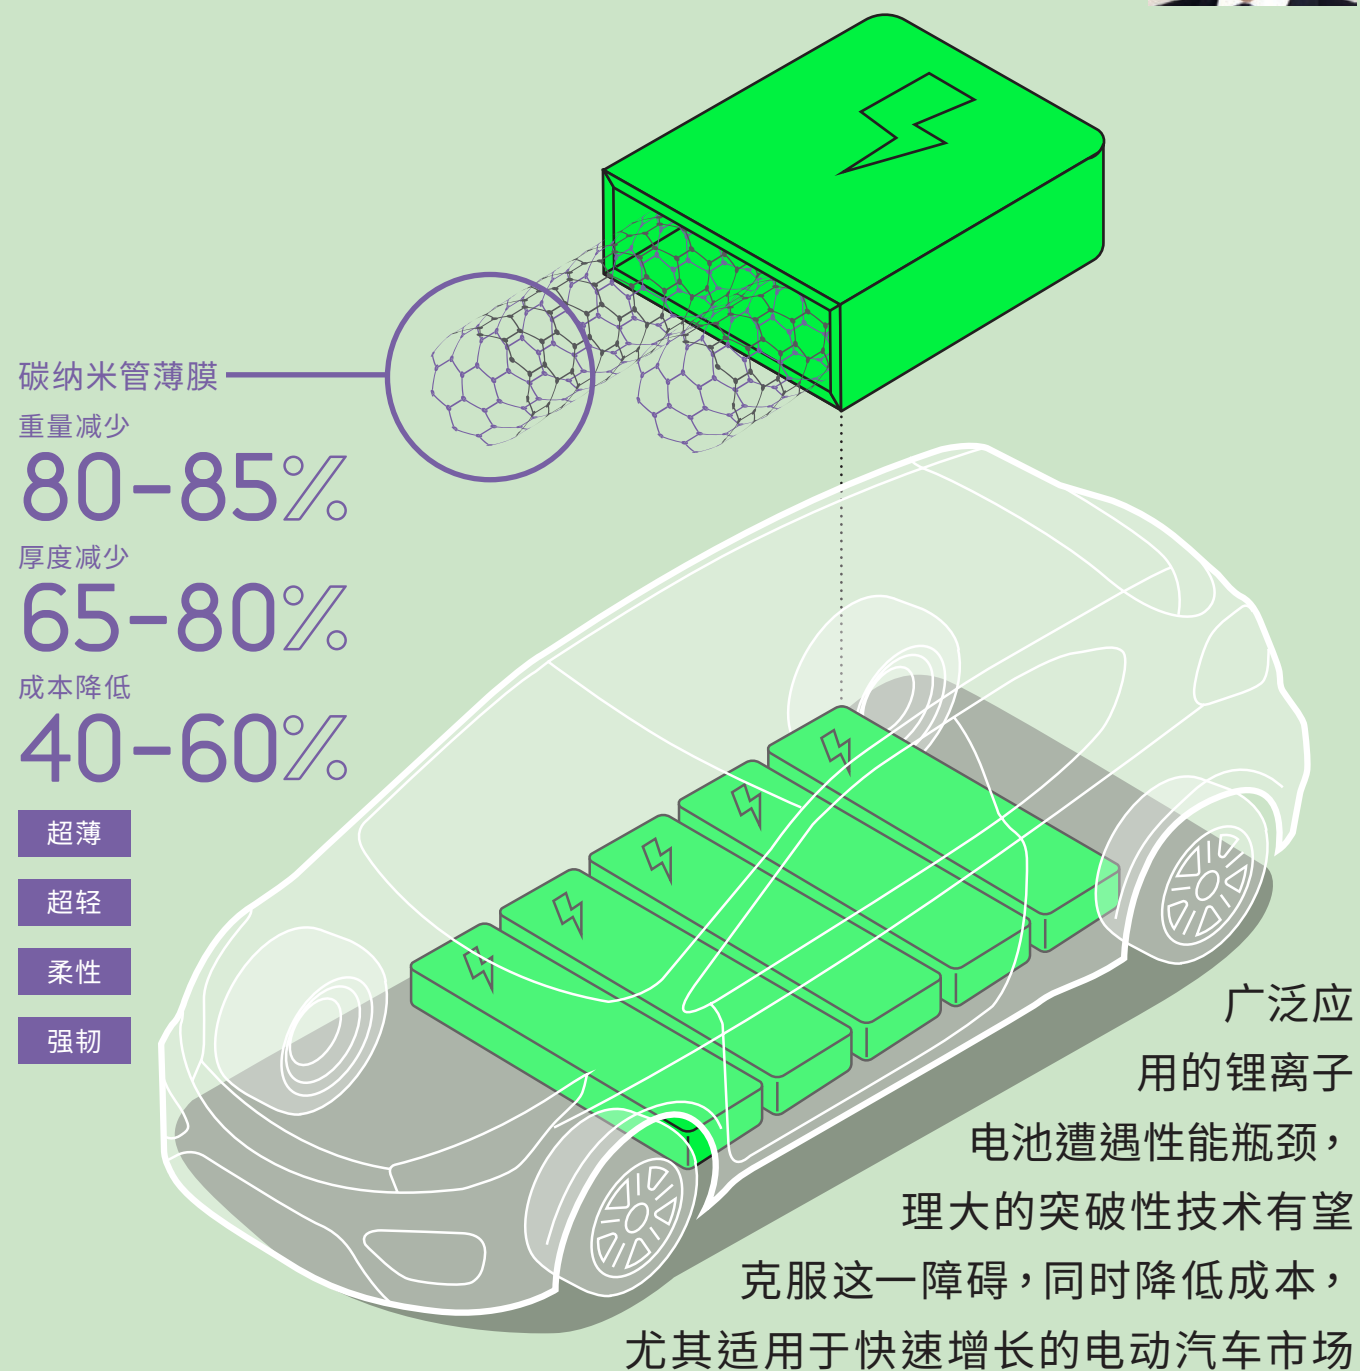 碳纳米管薄膜
重量减少
80-85%
厚度减少
65-80%
成本降低
40-60%
超薄
超轻
柔性
强韧
广泛应
用的锂离子
电池遭遇性能瓶颈，
理大的突破性技术有望
克服这一障碍，同时降低成本，
尤其适用于快速增长的电动汽车市场